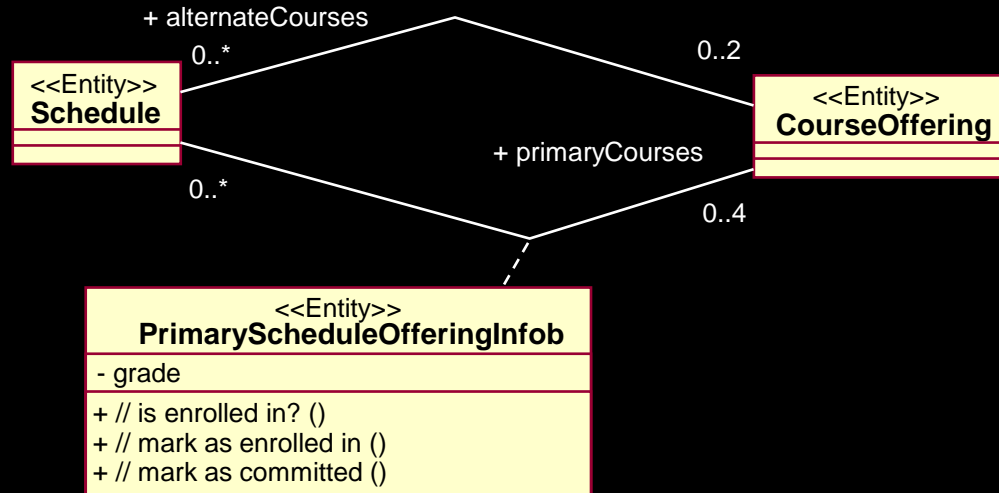 + alternateCourses
0..*
0..2
<<Entity>>
Schedule
<<Entity>>
CourseOffering
+ primaryCourses
0..*
0..4
<<Entity>>
PrimaryScheduleOfferingInfob
- grade
+ // is enrolled in? ()
+ // mark as enrolled in ()
+ // mark as committed ()